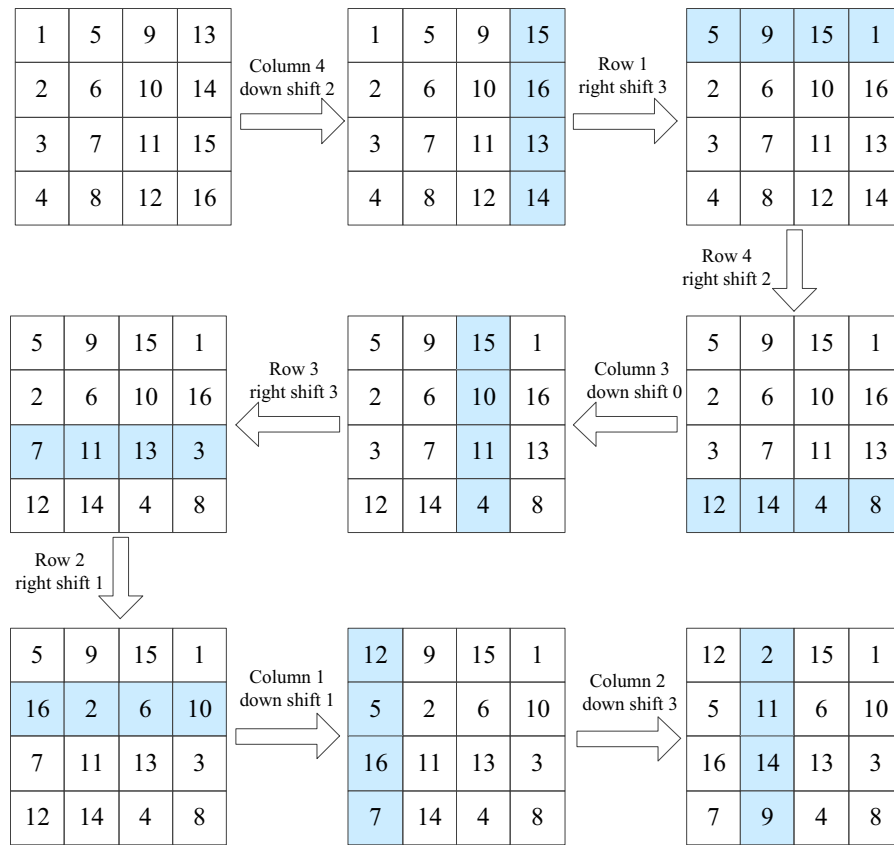 1 5 9 13
2 6 10 14
3 7 11 15
4 8 12 16
Column 4
down shift 2
1 5 9 15
2 6 10 16
3 7 11 13
4 8 12 14
Row 1
right shift 3
5 9 15 1
2 6 10 16
3 7 11 13
4 8 12 14
Row 4
right shift 2
5 9 15 1
2 6 10 16
3 7 11 13
12 14 4 8
Column 3
down shift 0
5 9 15 1
2 6 10 16
3 7 11 13
12 14 4 8
Row 3
right shift 3
5 9 15 1
2 6 10 16
7 11 13 3
12 14 4 8
Row 2
right shift 1
5 9 15 1
16 2 6 10
7 11 13 3
12 14 4 8
Column 1
down shift 1
12 9 15 1
5 2 6 10
16 11 13 3
7 14 4 8
Column 2
down shift 3
12 2 15 1
5 11 6 10
16 14 13 3
7 9 4 8